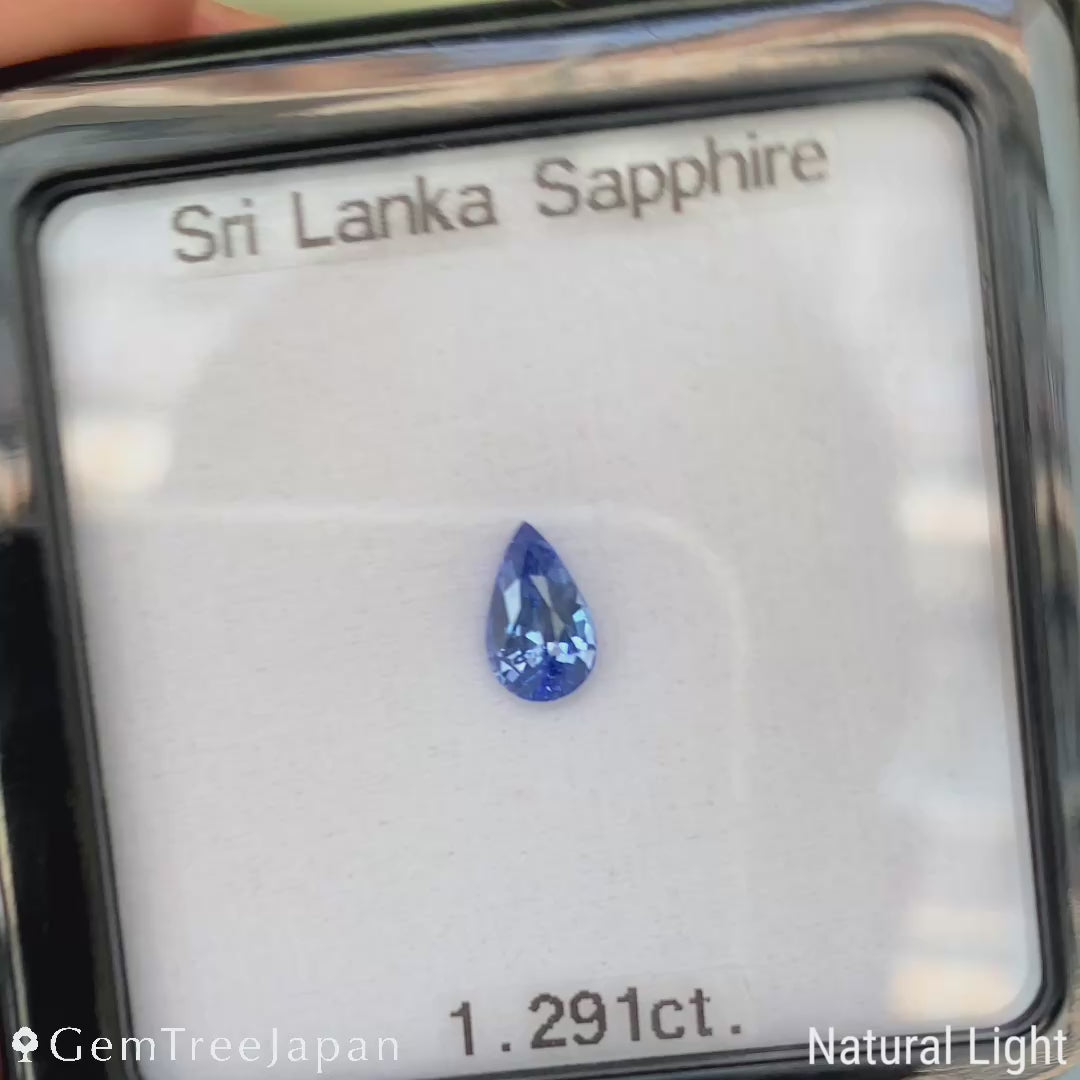 Sri Lanka Sapphire
1.291ct.
GemTreeJapan
Natural Light